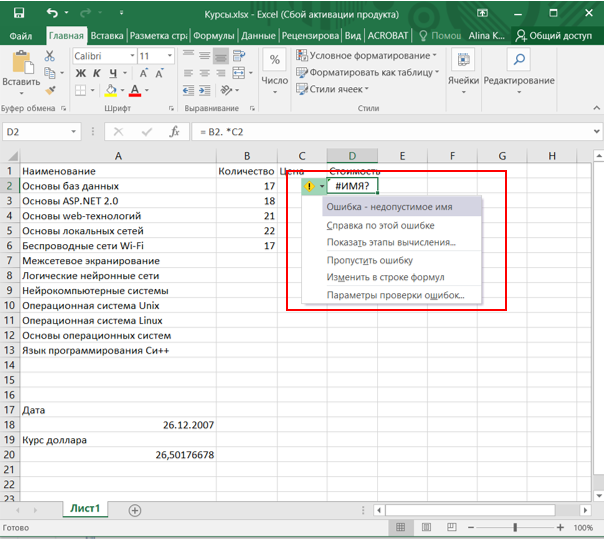 Курсы.xlsx - Excel (Сбой активации продукта)
Файл Главная Вставка Разметка стра Формулы Данные Рецензирова Вид ACROBAT Помощ Alina K... Общий доступ
Calibri 11
Вставить Ж К Ч А А А % Число Условное форматирование Ячейки Редактирование
Форматировать как таблицу
Стили ячеек
Буфер обмена Шрифт Выравнивание Стили
D2 fx = B2. *C2
A B C D E F G H
1 Наименование Количество Цена Стоимость
2 Основы баз данных 17 #ИМЯ?
3 Основы ASP.NET 2.0 18
4 Основы web-технологий 21
5 Основы локальных сетей 22
6 Беспроводные сети Wi-Fi 17
7 Межсетевое экранирование
8 Логические нейронные сети
9 Нейрокомпьютерные системы
10 Операционная система Unix
11 Операционная система Linux
12 Основы операционных систем
13 Язык программирования Си++
14
15
16
17 Дата
18 26.12.2007
19 Курс доллара
20 26,50176678
21
22
23
Ошибка - недопустимое имя
Справка по этой ошибке
Показать этапы вычисления...
Пропустить ошибку
Изменить в строке формул
Параметры проверки ошибок...
Лист1
Готово 100%